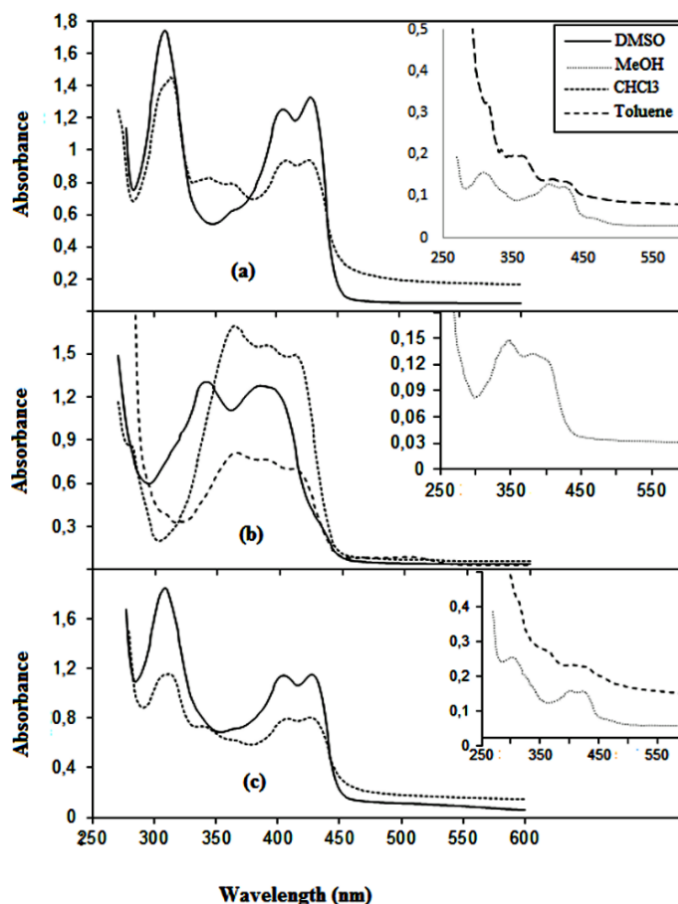 1,8
1,6
1,4
1,2
1
0,8
0,6
0,4
0,2
Absorbance
(a)
0,5
0,4
0,3
0,2
0,1
0
250 350 450 550
DMSO
MeOH
CHCl3
Toluene
1,5
1,2
0,9
0,6
0,3
Absorbance
(b)
0,15
0,12
0,09
0,06
0,03
0
250 350 450 550
1,6
1,2
0,8
0,4
0
Absorbance
(c)
0,4
0,3
0,2
0,1
0
250 350 450 550
250 300 350 400 450 500 550 600
Wavelength (nm)